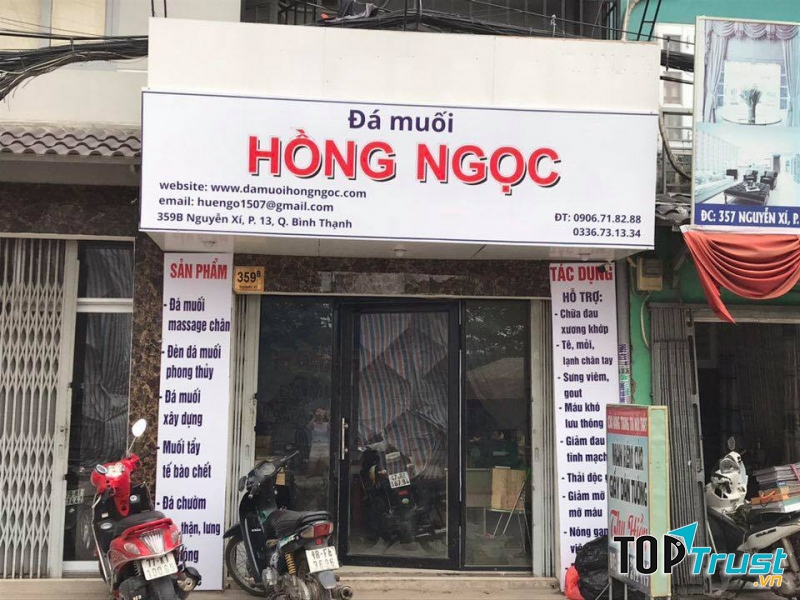 Đá muối
HỒNG NGỌC
website: www.damuoihongngoc.com
email: huengo1507@gmail.com
359B Nguyễn Xí, P. 13, Q. Bình Thạnh
ĐT: 0906.71.82.88
0336.73.13.34
ĐC: 357 NGUYỄN XÍ, P.
SẢN PHẨM
- Đá muối
massage chân
- Đèn đá muối
phong thủy
- Đá muối
xây dựng
- Muối tẩy
tế bào chết
- Đá chườm
thận, lưng
359B
TÁC DỤNG
HỖ TRỢ:
- Chữa đau
xương khớp
- Tê, mỏi,
lạnh chân tay
- Sưng viêm,
gout
- Máu khó
lưu thông
- Giảm đau
tĩnh mạch
- Thải độc
- Giảm mỡ
mỡ máu
- Nóng gan
TOPTrust
.vn